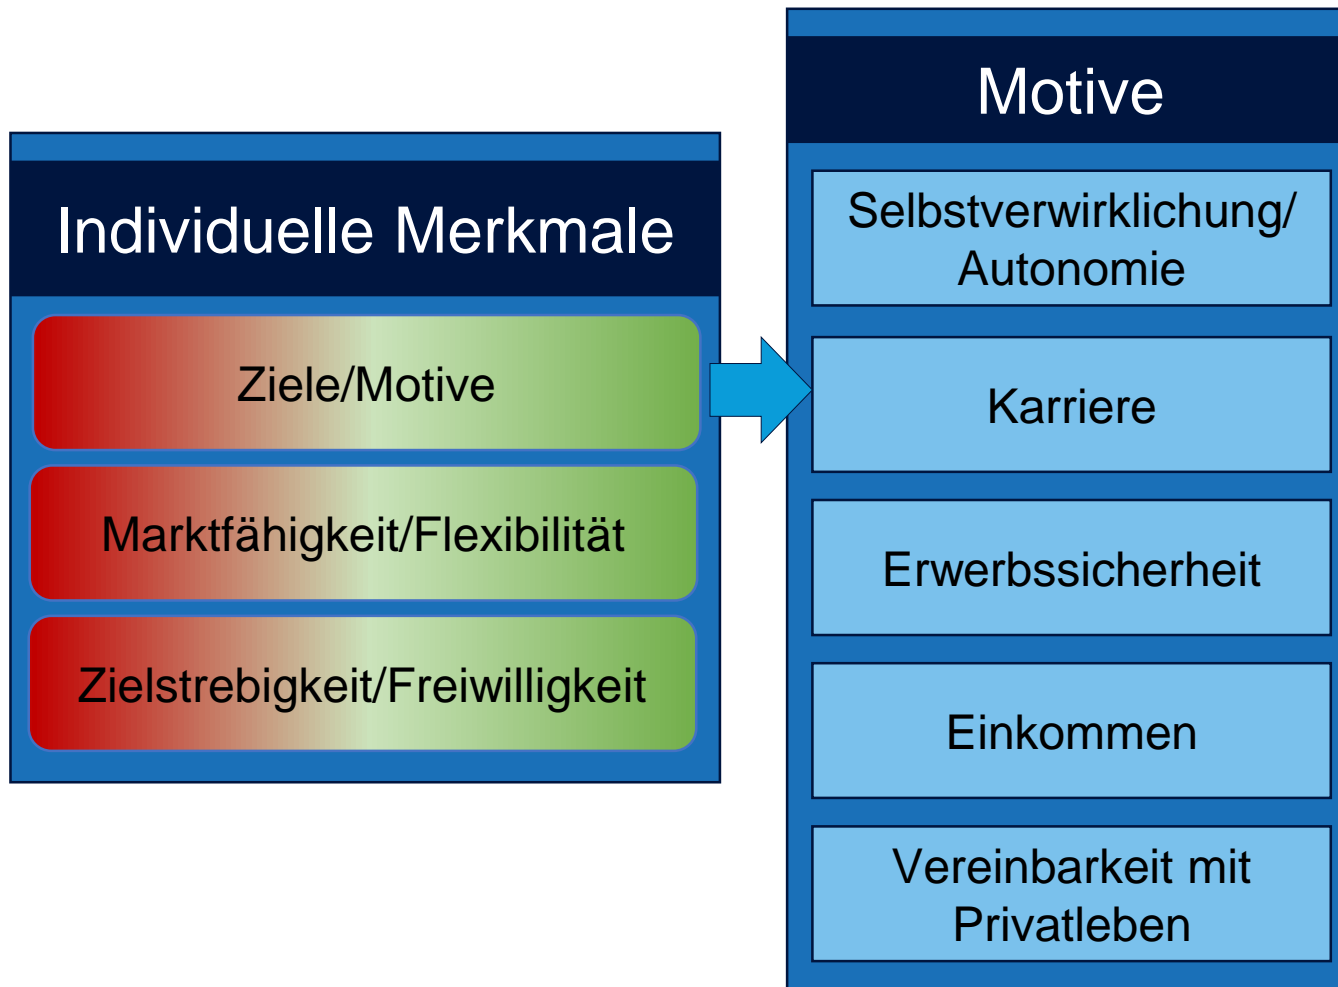 Individuelle Merkmale
Ziele/Motive
Marktfähigkeit/Flexibilität
Zielstrebigkeit/Freiwilligkeit
Motive
Selbstverwirklichung/
Autonomie
Karriere
Erwerbssicherheit
Einkommen
Vereinbarkeit mit
Privatleben